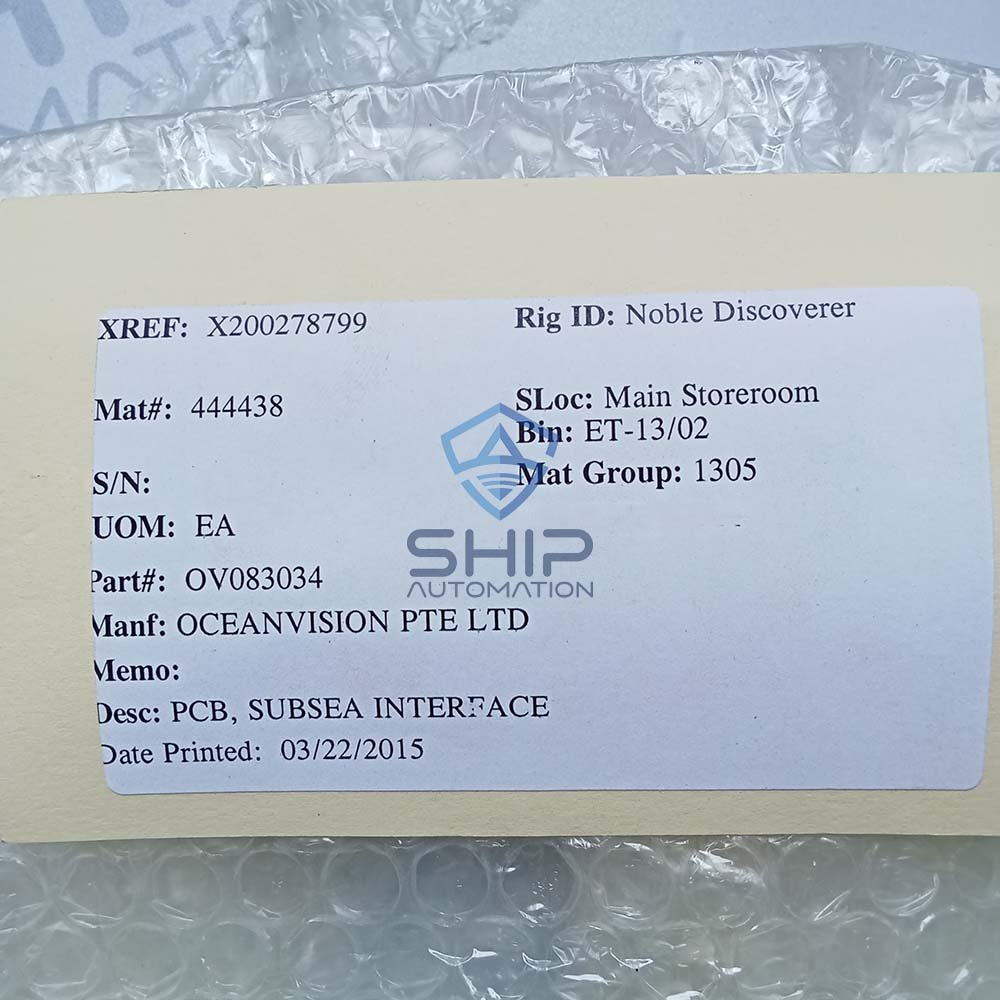 XREF: X200278799
Rig ID: Noble Discoverer
Mat#: 444438
SLoc: Main Storeroom
Bin: ET-13/02
S/N:
Mat Group: 1305
UOM: EA
SHIP
AUTOMATION
Part#: OV083034
Manf: OCEANVISION PTE LTD
Memo:
Desc: PCB, SUBSEA INTERFACE
Date Printed: 03/22/2015